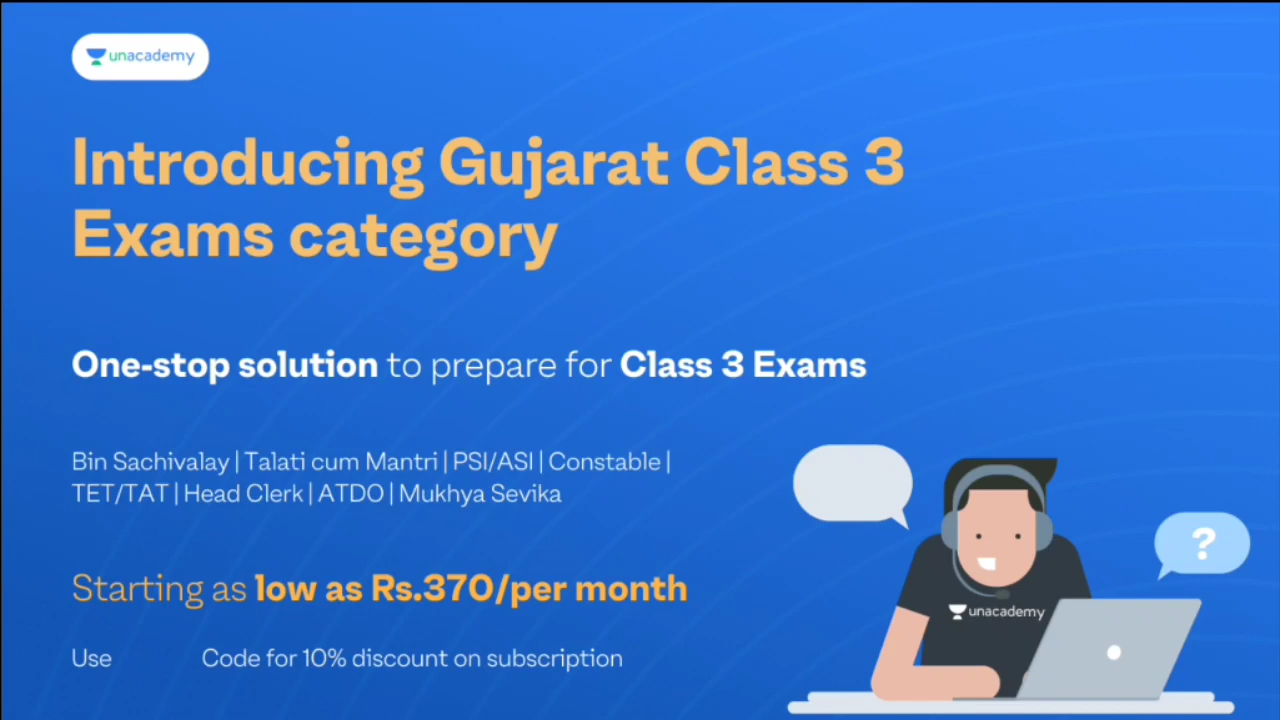 unacademy
Introducing Gujarat Class 3
Exams category
One-stop solution to prepare for Class 3 Exams
Bin Sachivalay | Talati cum Mantri | PSI/ASI | Constable |
TET/TAT | Head Clerk | ATDO | Mukhya Sevika
?
unacademy
Starting as low as Rs.370/per month
Use Code for 10% discount on subscription